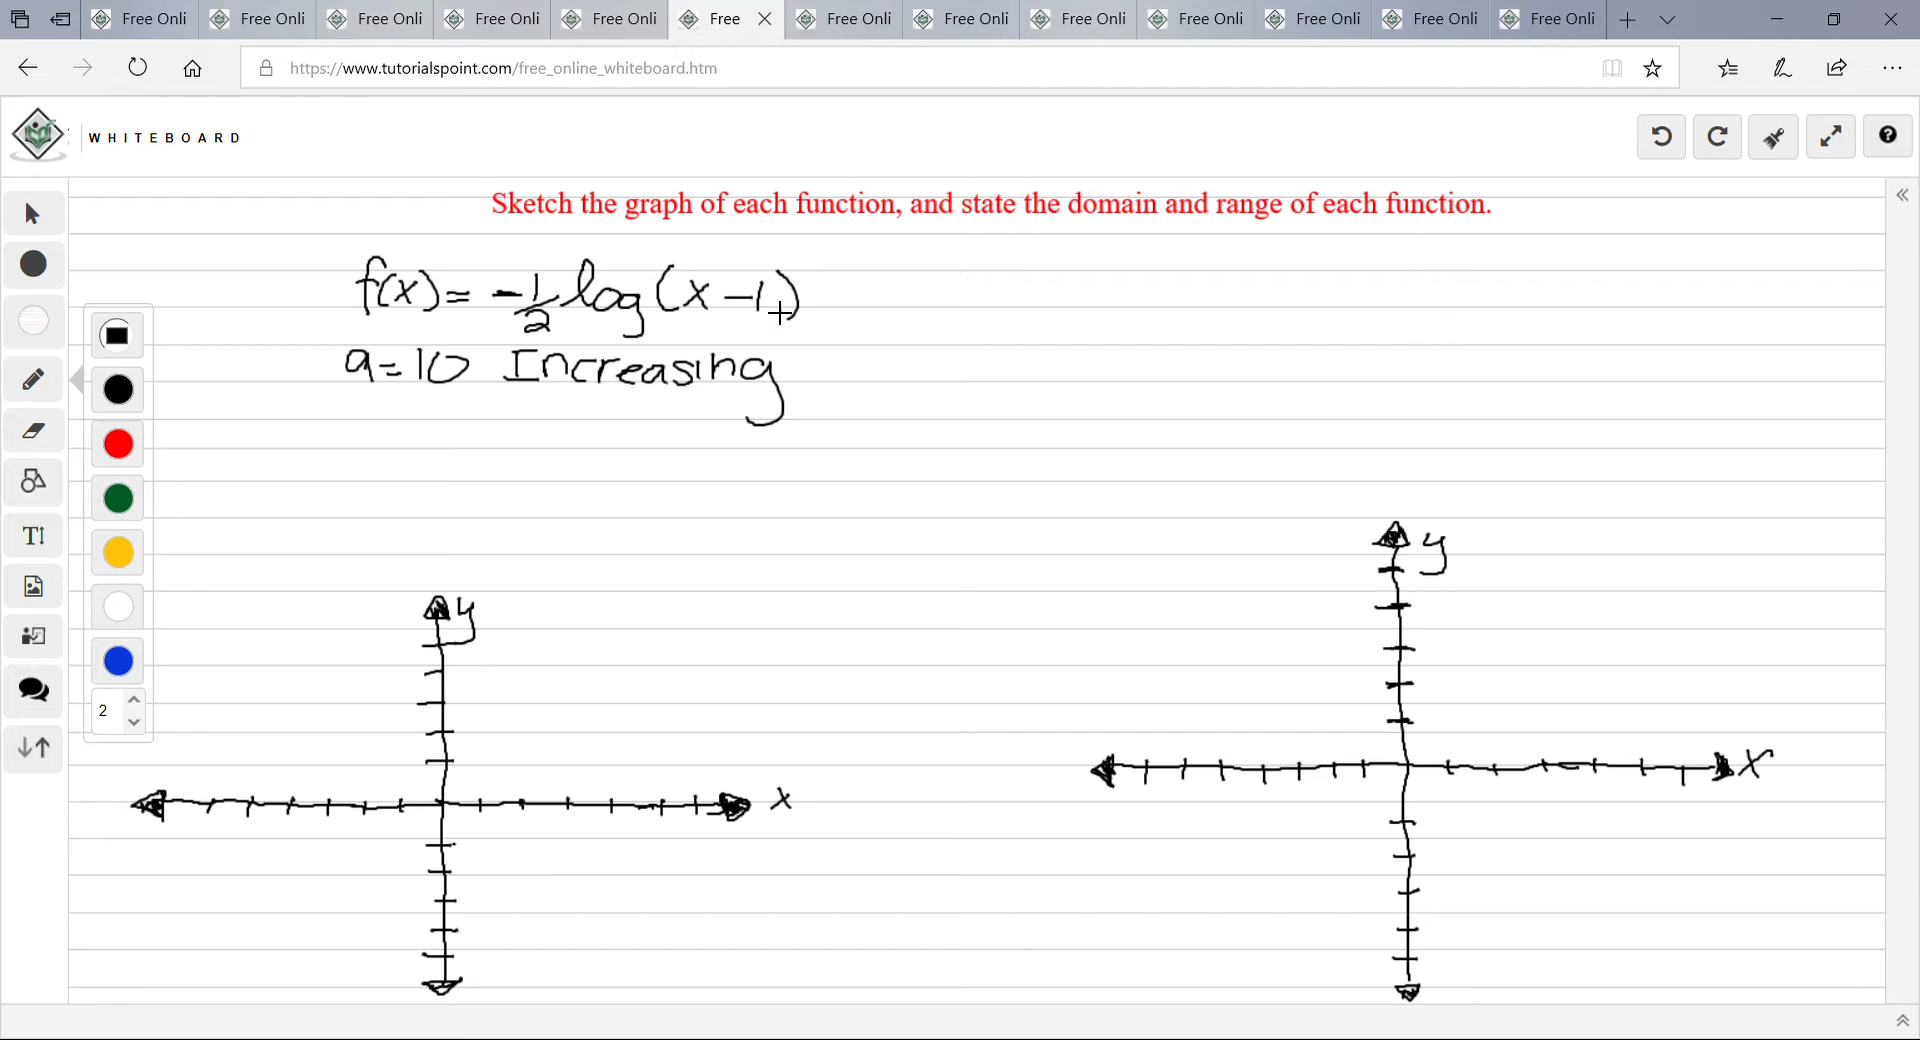 Free Onli Free Onli Free Onli Free Onli Free Onli Free Free Onli Free Onli Free Onli Free Onli Free Onli Free Onli Free Onli
https://www.tutorialspoint.com/free_online_whiteboard.htm
WHITEBOARD
Sketch the graph of each function, and state the domain and range of each function.
f(x) = -1/2 log(x-1)
a=10 Increasing
y
y
x
x
T
2